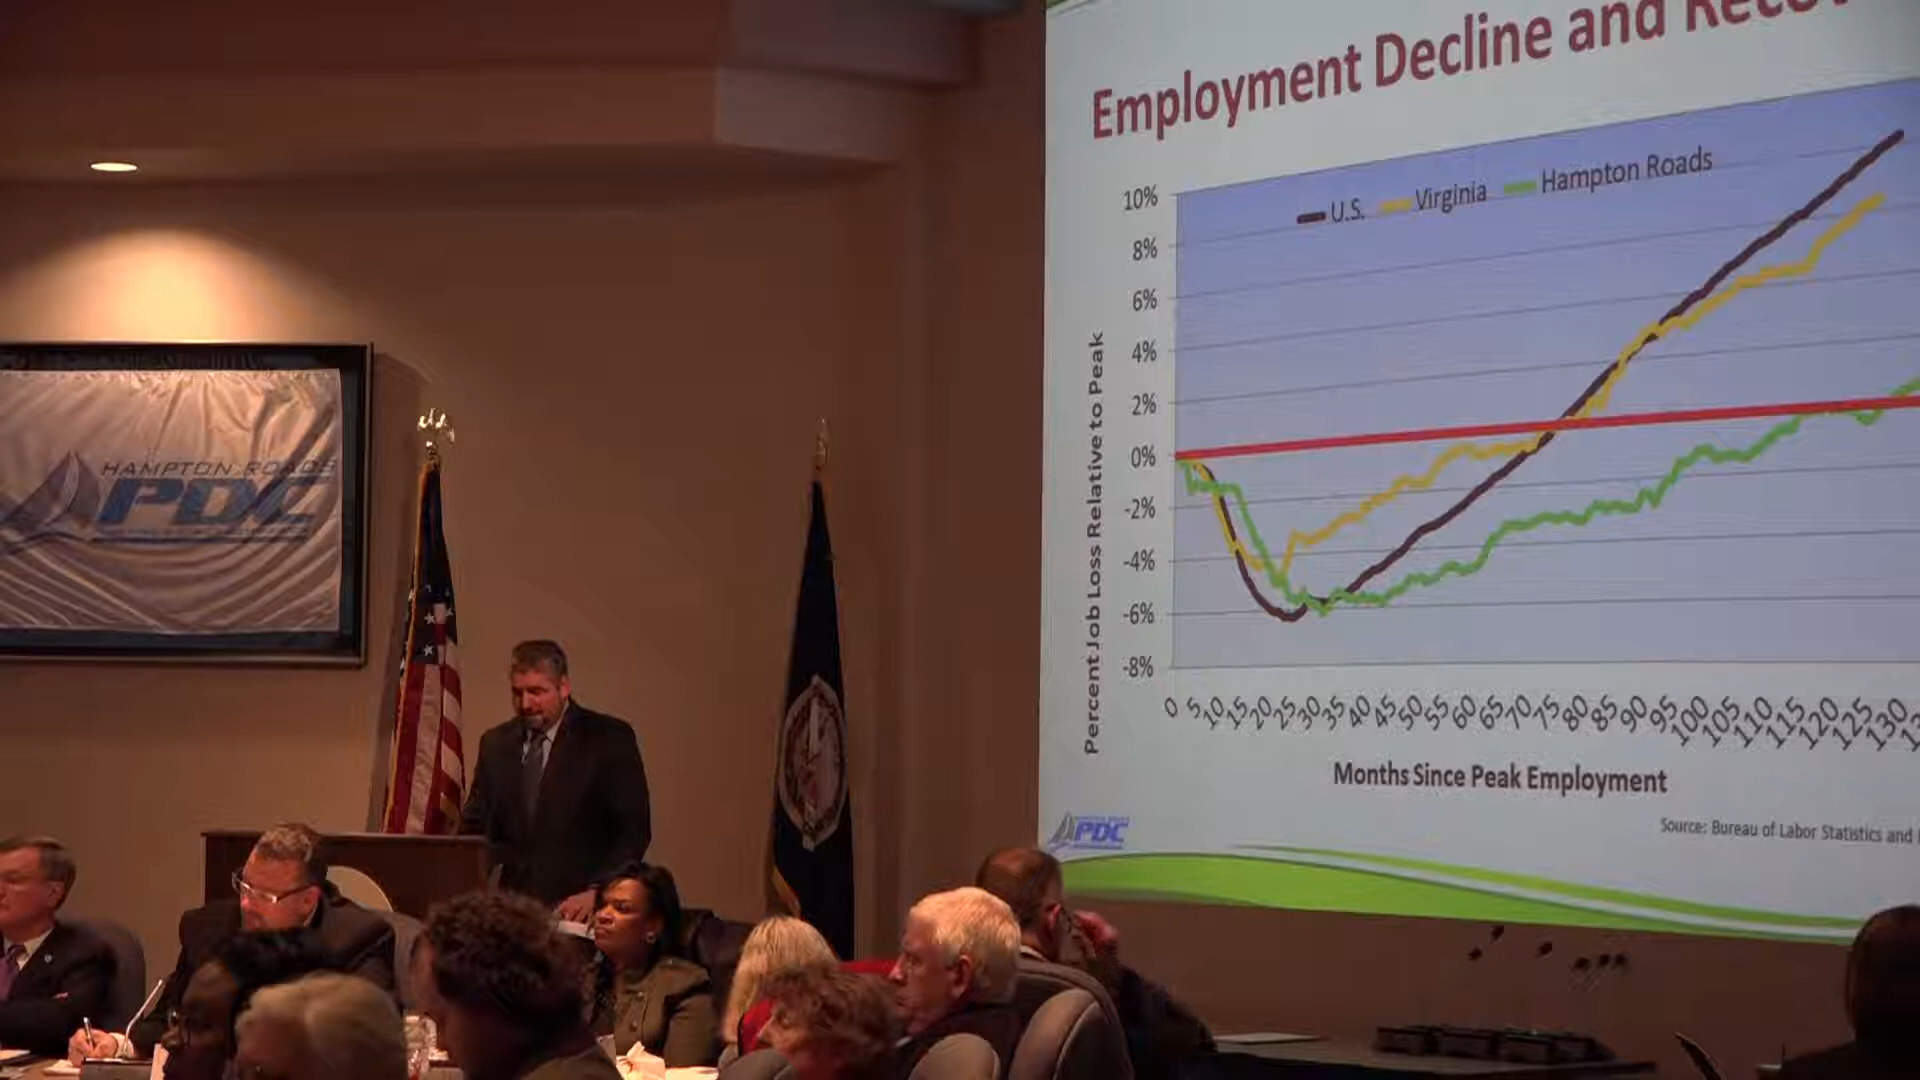 Employment Decline and Recov
U.S. Virginia Hampton Roads
10%
8%
6%
4%
2%
0%
-2%
-4%
-6%
-8%
Percent Job Loss Relative to Peak
0 5 10 15 20 25 30 35 40 45 50 55 60 65 70 75 80 85 90 95 100 105 110 115 120 125 130
Months Since Peak Employment
Source: Bureau of Labor Statistics and
PDC
HAMPTON ROADS
PDC